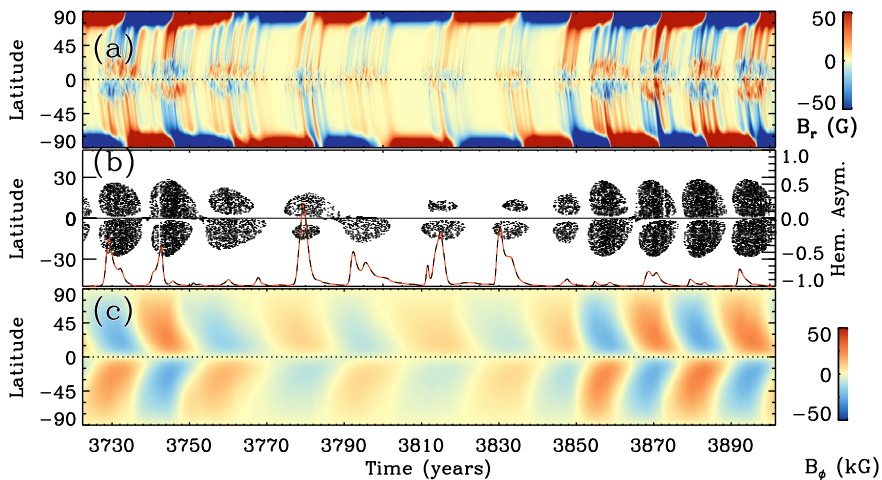 90
45
0
−45
−90
Latitude
(a)
50
0
−50
B_r (G)
30
0
−30
Latitude
(b)
1.0
0.5
0.0
−0.5
−1.0
Hem. Asym.
90
45
0
−45
−90
Latitude
(c)
50
0
−50
B_ϕ (kG)
3730 3750 3770 3790 3810 3830 3850 3870 3890
Time (years)